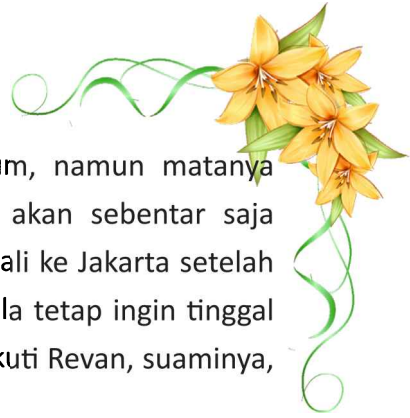 um, namun matanya
akan sebentar saja
ali ke Jakarta setelah
la tetap ingin tinggal
kuti Revan, suaminya,